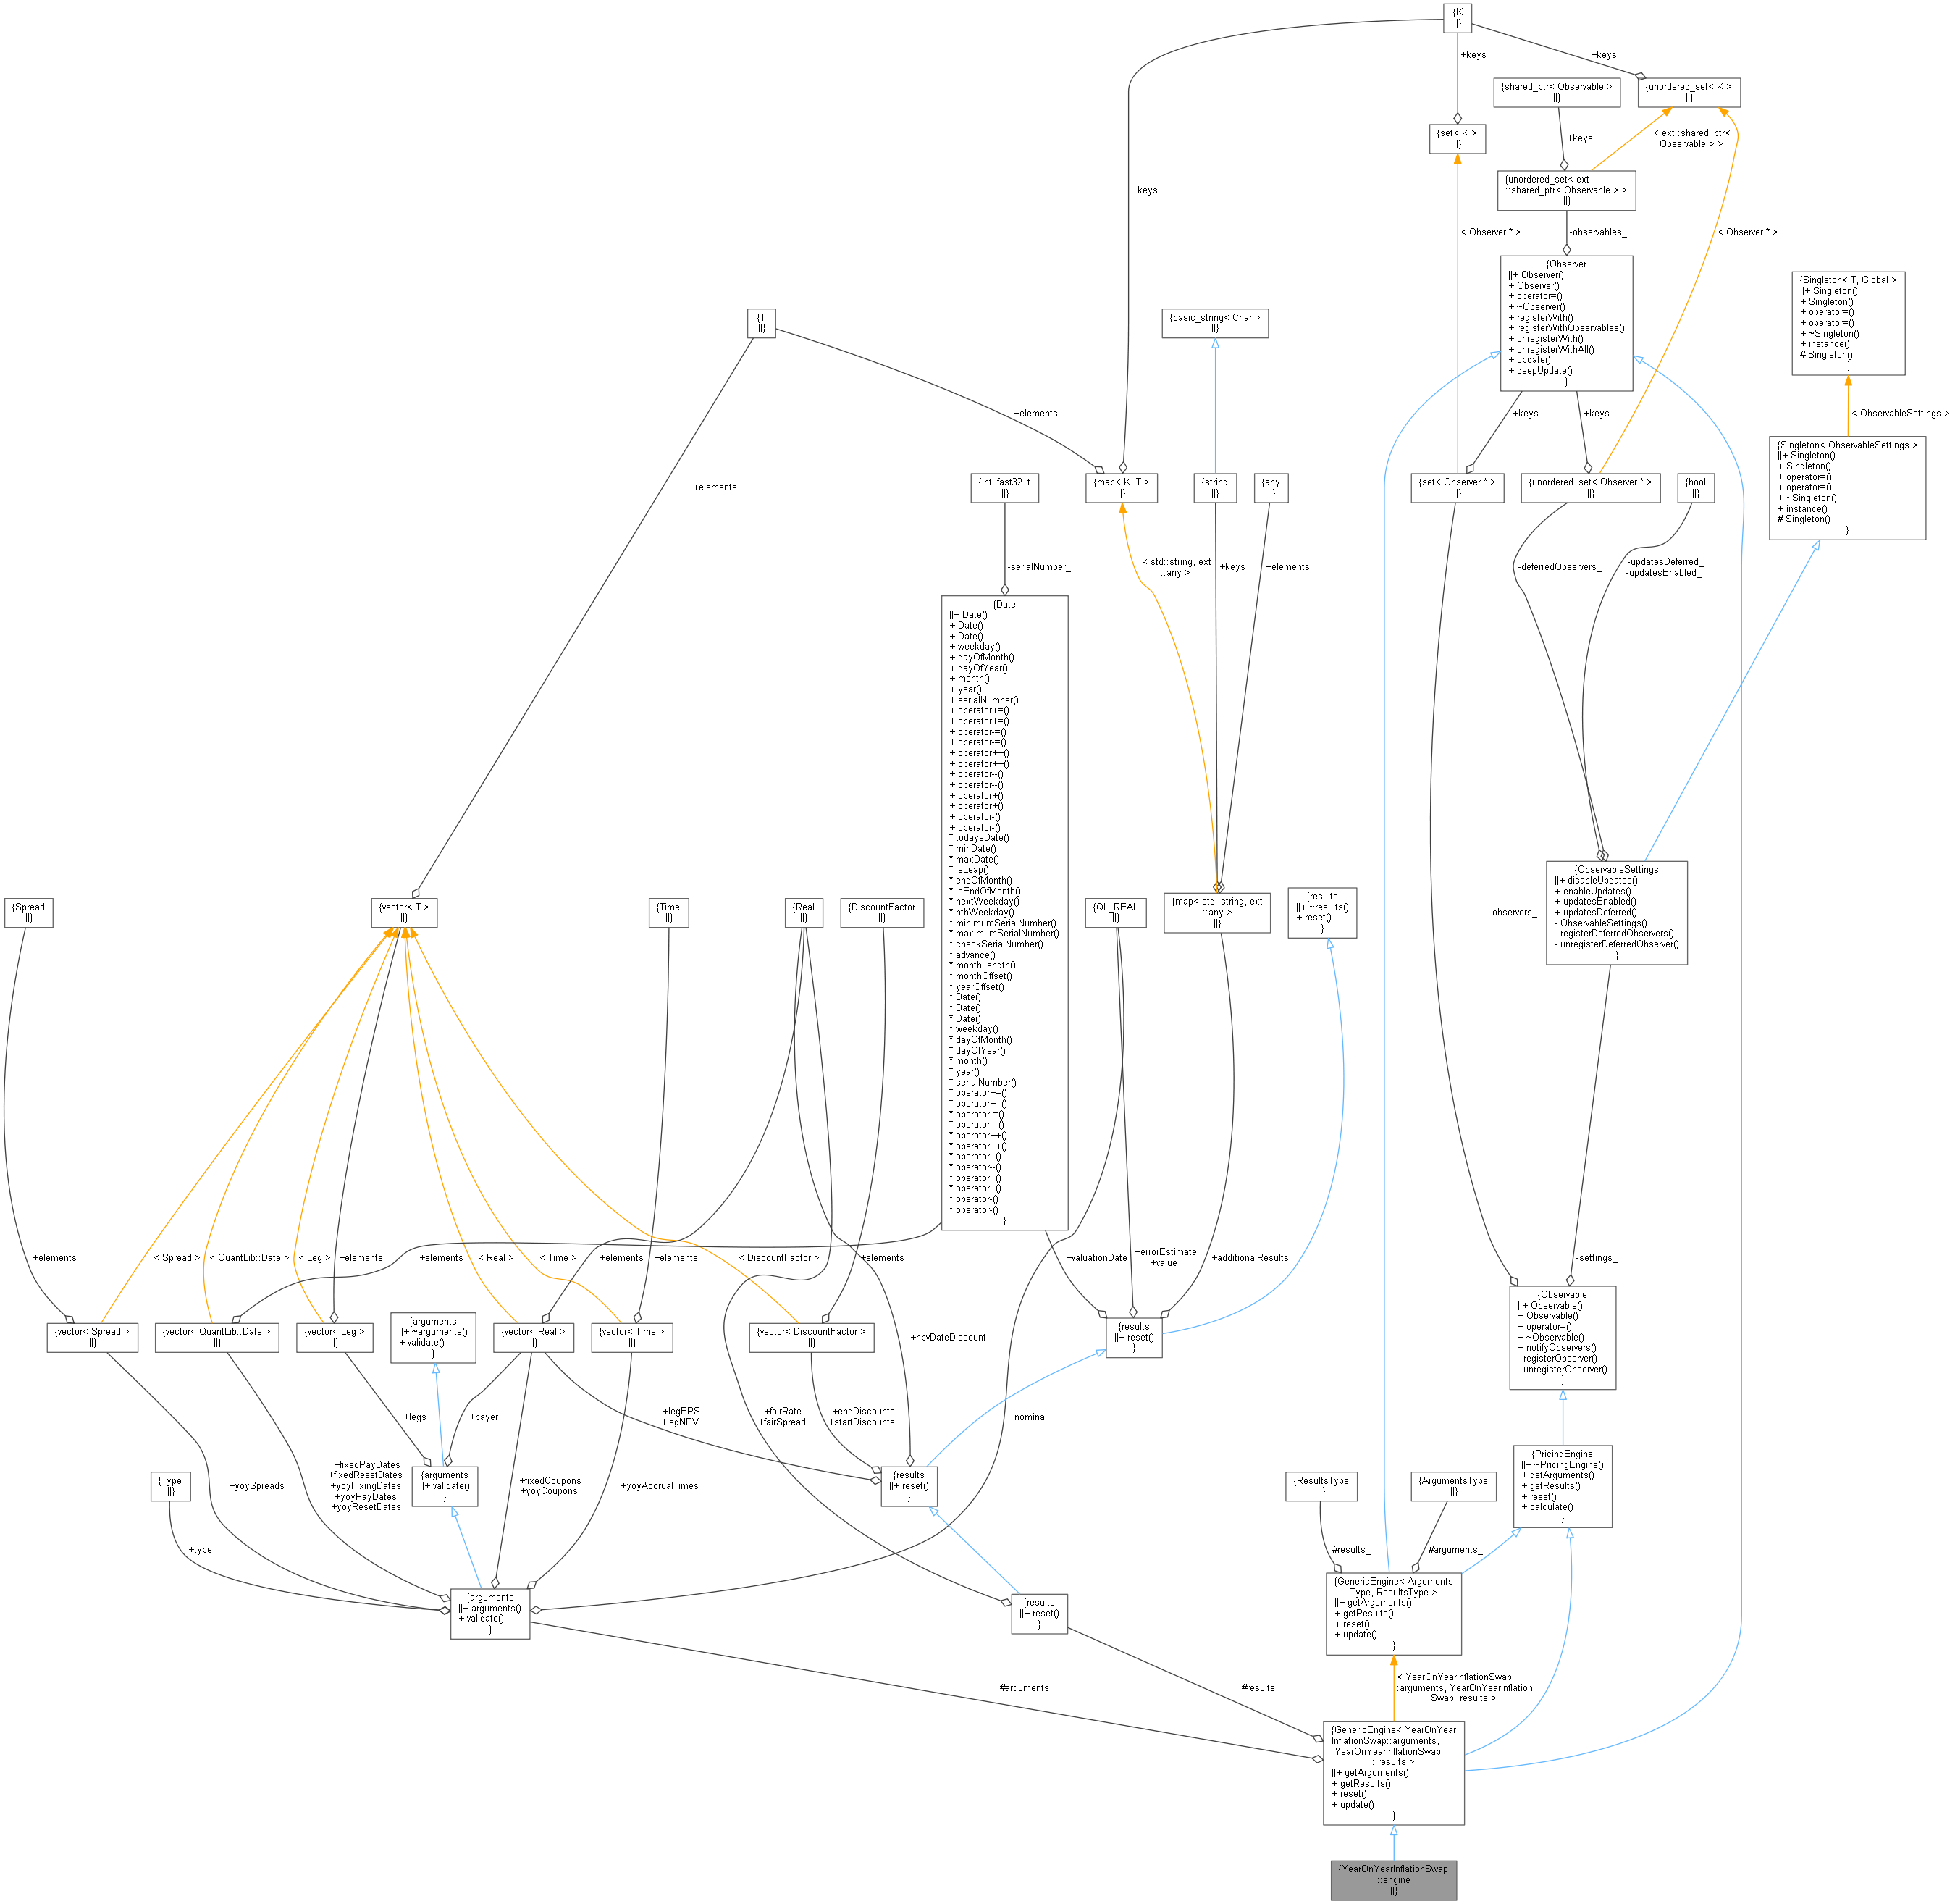 {K
||}
+keys
+keys
{shared_ptr< Observable >
||}
{unordered_set< K >
||}
{set< K >
||}
+keys
< ext::shared_ptr<
Observable > >
+keys
{unordered_set< ext
::shared_ptr< Observable > >
||}
< Observer * >
-observables_
< Observer * >
{Observer
||+ Observer()
+ Observer()
+ operator=()
+ ~Observer()
+ registerWith()
+ registerWithObservables()
+ unregisterWith()
+ unregisterWithAll()
+ update()
+ deepUpdate()
}
{Singleton< T, Global >
||+ Singleton()
+ Singleton()
+ operator=()
+ operator=()
+ ~Singleton()
+ instance()
# Singleton()
}
{T
||}
{basic_string< Char >
||}
+elements
+keys
+keys
< ObservableSettings >
+elements
{int_fast32_t
||}
{map< K, T >
||}
{string
||}
{any
||}
{set< Observer * >
||}
{unordered_set< Observer * >
||}
{bool
||}
{Singleton< ObservableSettings >
||+ Singleton()
+ Singleton()
+ operator=()
+ operator=()
+ ~Singleton()
+ instance()
# Singleton()
}
-serialNumber_
< std::string, ext
::any >
+keys
+elements
-deferredObservers_
-updatesDeferred_
-updatesEnabled_
{Date
||+ Date()
+ Date()
+ Date()
+ weekday()
+ dayOfMonth()
+ dayOfYear()
+ month()
+ year()
+ serialNumber()
+ operator+=()
+ operator+=()
+ operator-=()
+ operator-=()
+ operator++()
+ operator++()
+ operator--()
+ operator--()
+ operator+()
+ operator+()
+ operator-()
+ operator-()
* todaysDate()
* minDate()
* maxDate()
* isLeap()
* endOfMonth()
* isEndOfMonth()
* nextWeekday()
* nthWeekday()
* minimumSerialNumber()
* maximumSerialNumber()
* checkSerialNumber()
* advance()
* monthLength()
* monthOffset()
* yearOffset()
* Date()
* Date()
* Date()
* weekday()
* dayOfMonth()
* dayOfYear()
* month()
* year()
* serialNumber()
* operator+=()
* operator+=()
* operator-=()
* operator-=()
* operator++()
* operator++()
* operator--()
* operator--()
* operator+()
* operator+()
* operator-()
* operator-()
}
{Spread
||}
{vector< T >
||}
{Time
||}
{Real
||}
{DiscountFactor
||}
{QL_REAL
||}
{map< std::string, ext
::any >
||}
{results
||+ ~results()
+ reset()
}
-observers_
{ObservableSettings
||+ disableUpdates()
+ enableUpdates()
+ updatesEnabled()
+ updatesDeferred()
- ObservableSettings()
- registerDeferredObservers()
- unregisterDeferredObserver()
}
+elements
< Spread >
< QuantLib::Date >
< Leg >
+elements
+elements
< Real >
< Time >
+elements
+elements
< DiscountFactor >
+elements
+valuationDate
+errorEstimate
+value
+additionalResults
-settings_
{vector< Spread >
||}
{vector< QuantLib::Date >
||}
{vector< Leg >
||}
{arguments
||+ ~arguments()
+ validate()
}
{vector< Real >
||}
{vector< Time >
||}
{vector< DiscountFactor >
||}
+npvDateDiscount
{results
||+ reset()
}
{Observable
||+ Observable()
+ Observable()
+ operator=()
+ ~Observable()
+ notifyObservers()
- registerObserver()
- unregisterObserver()
}
+legs
+payer
+legBPS
+legNPV
+fairRate
+fairSpread
+endDiscounts
+startDiscounts
+nominal
{Type
||}
+yoySpreads
+fixedPayDates
+fixedResetDates
+yoyFixingDates
+yoyPayDates
+yoyResetDates
{arguments
||+ validate()
}
+fixedCoupons
+yoyCoupons
+yoyAccrualTimes
{results
||+ reset()
}
{ResultsType
||}
{ArgumentsType
||}
{PricingEngine
||+ ~PricingEngine()
+ getArguments()
+ getResults()
+ reset()
+ calculate()
}
+type
#results_
#arguments_
{arguments
||+ arguments()
+ validate()
}
{results
||+ reset()
}
{GenericEngine< Arguments
Type, ResultsType >
||+ getArguments()
+ getResults()
+ reset()
+ update()
}
#arguments_
#results_
< YearOnYearInflationSwap
::arguments, YearOnYearInflation
Swap::results >
{GenericEngine< YearOnYear
InflationSwap::arguments,
YearOnYearInflationSwap
::results >
||+ getArguments()
+ getResults()
+ reset()
+ update()
}
{YearOnYearInflationSwap
::engine
||}